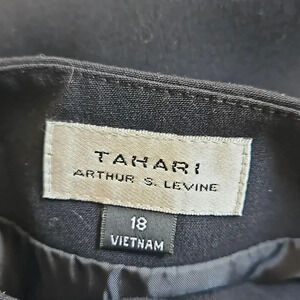 TAHARI
ARTHUR S. LEVINE
18
VIETNAM